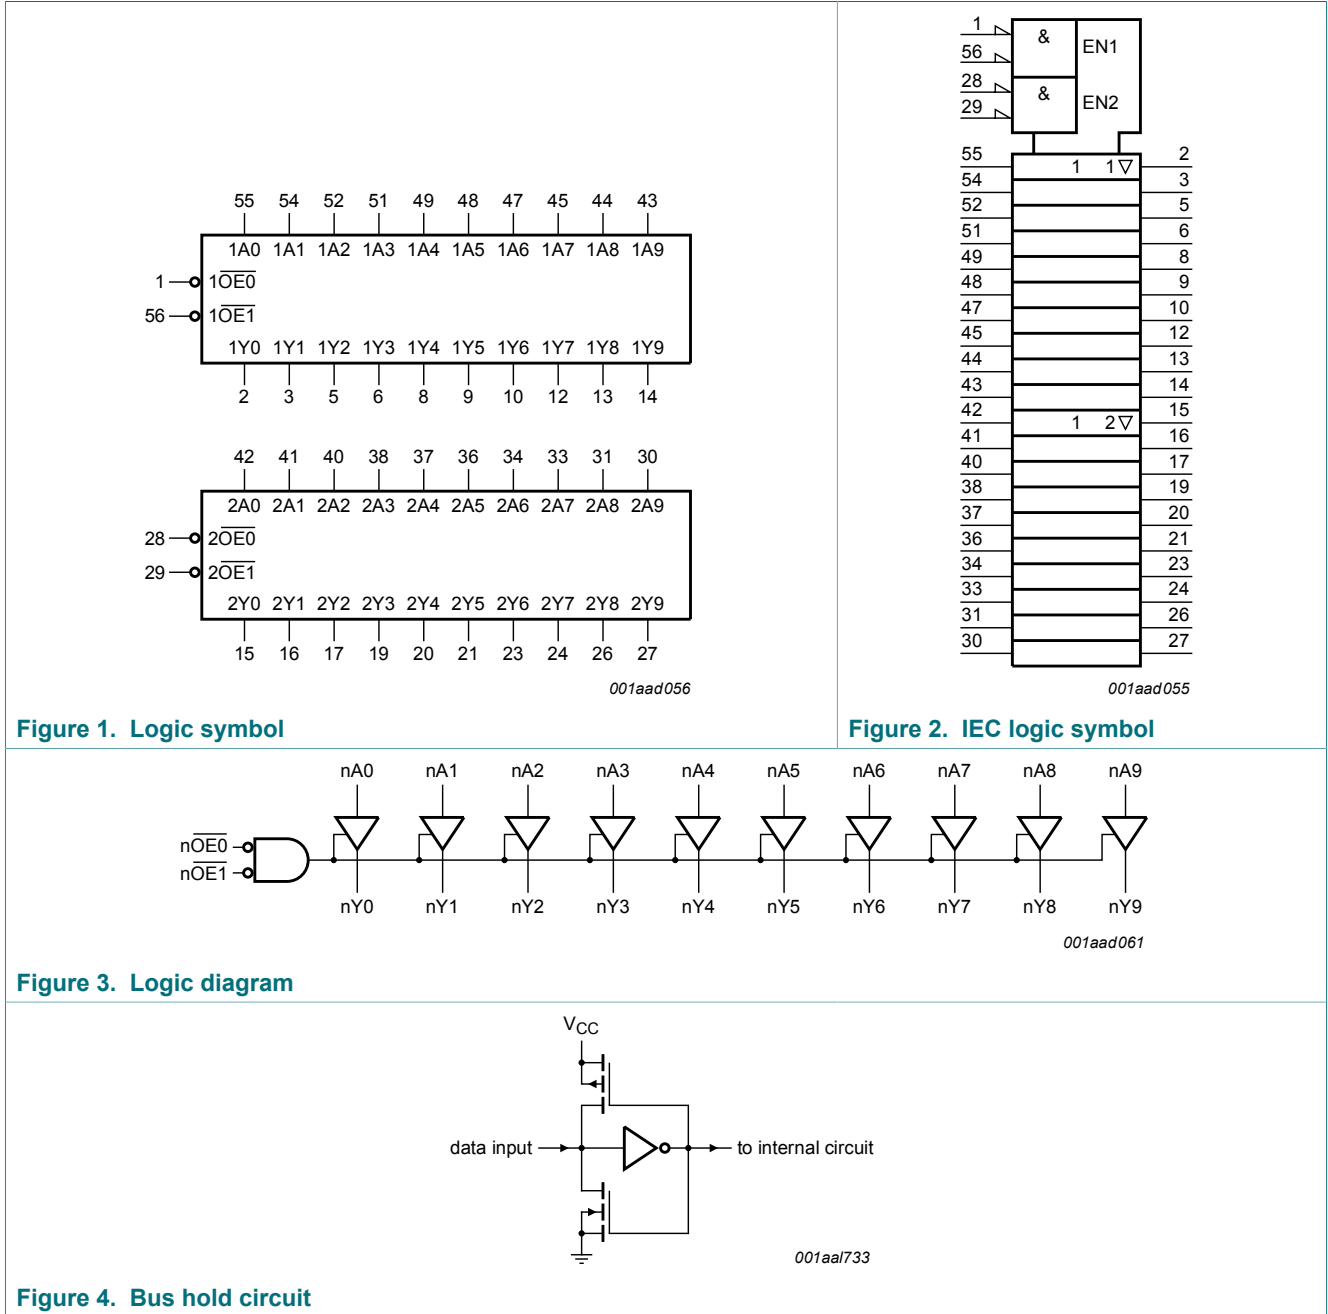 55 54 52 51 49 48 47 45 44 43
1A0 1A1 1A2 1A3 1A4 1A5 1A6 1A7 1A8 1A9
1 1OE0
56 1OE1
1Y0 1Y1 1Y2 1Y3 1Y4 1Y5 1Y6 1Y7 1Y8 1Y9
2 3 5 6 8 9 10 12 13 14
42 41 40 38 37 36 34 33 31 30
2A0 2A1 2A2 2A3 2A4 2A5 2A6 2A7 2A8 2A9
28 2OE0
29 2OE1
2Y0 2Y1 2Y2 2Y3 2Y4 2Y5 2Y6 2Y7 2Y8 2Y9
15 16 17 19 20 21 23 24 26 27
001aad056
Figure 1. Logic symbol
1 &
56 EN1
28 &
29 EN2
55 1 1▽ 2
54 3
52 5
51 6
49 8
48 9
47 10
45 12
44 13
43 14
42 1 2▽ 15
41 16
40 17
38 19
37 20
36 21
34 23
33 24
31 26
30 27
001aad055
Figure 2. IEC logic symbol
nA0 nA1 nA2 nA3 nA4 nA5 nA6 nA7 nA8 nA9
nOE0
nOE1
nY0 nY1 nY2 nY3 nY4 nY5 nY6 nY7 nY8 nY9
001aad061
Figure 3. Logic diagram
VCC
data input to internal circuit
001aal733
Figure 4. Bus hold circuit